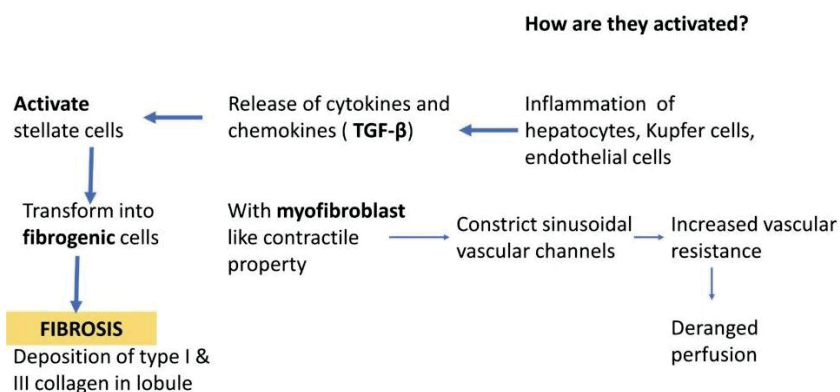 How are they activated?
Activate
stellate cells
Release of cytokines and
chemokines ( TGF-β)
Inflammation of
hepatocytes, Kupfer cells,
endothelial cells
Transform into
fibrogenic cells
With myofibroblast
like contractile
property
Constrict sinusoidal
vascular channels
Increased vascular
resistance
FIBROSIS
Deposition of type I &
III collagen in lobule
Deranged
perfusion